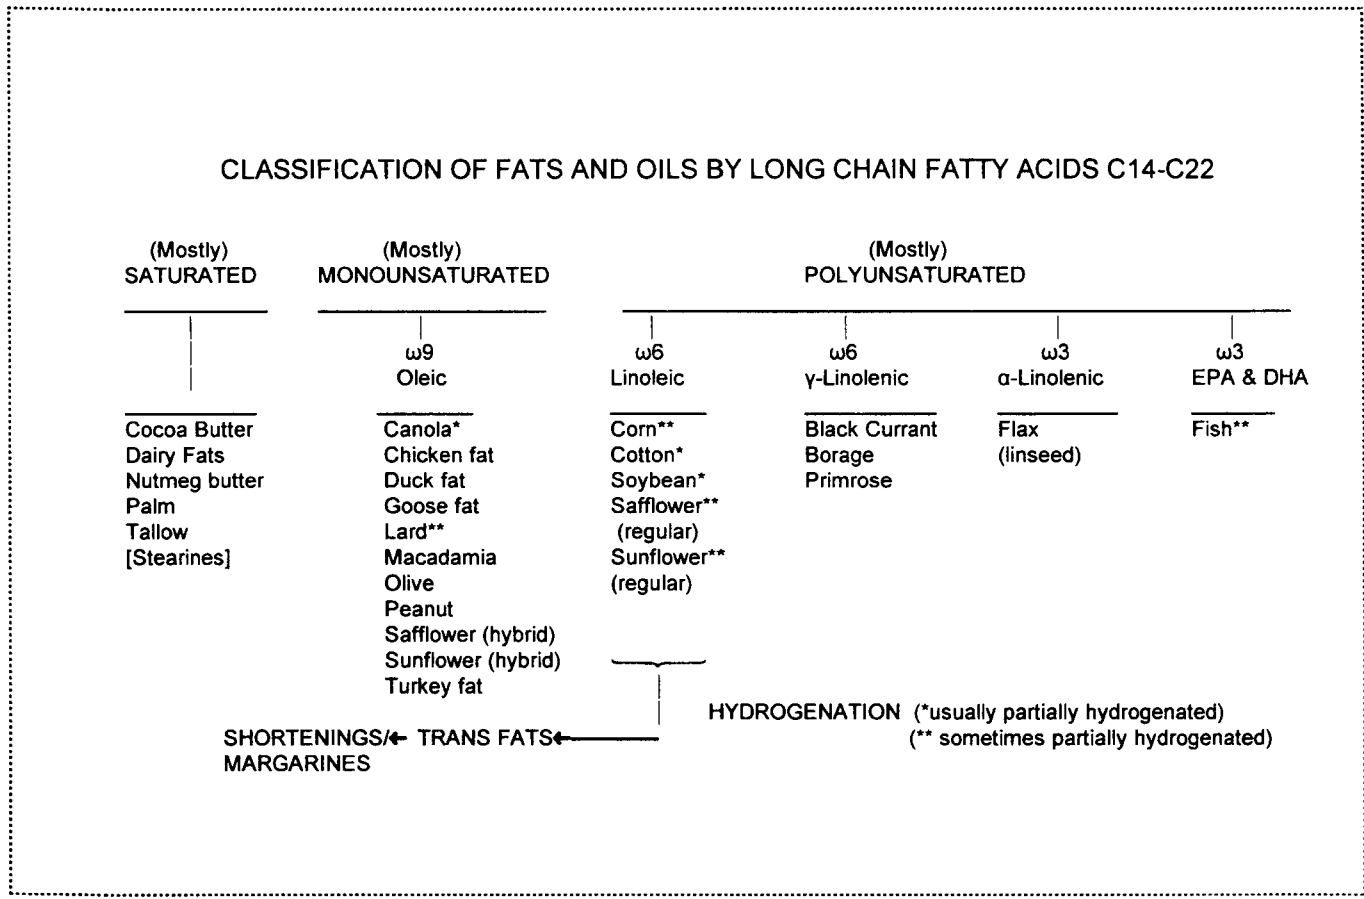 CLASSIFICATION OF FATS AND OILS BY LONG CHAIN FATTY ACIDS C14-C22
(Mostly)
SATURATED
Cocoa Butter
Dairy Fats
Nutmeg butter
Palm
Tallow
[Stearines]
(Mostly)
MONOUNSATURATED
ω9
Oleic
Canola*
Chicken fat
Duck fat
Goose fat
Lard**
Macadamia
Olive
Peanut
Safflower (hybrid)
Sunflower (hybrid)
Turkey fat
(Mostly)
POLYUNSATURATED
ω6
Linoleic
Corn**
Cotton*
Soybean*
Safflower**
(regular)
Sunflower**
(regular)
ω6
γ-Linolenic
Black Currant
Borage
Primrose
ω3
α-Linolenic
Flax
(linseed)
ω3
EPA & DHA
Fish**
HYDROGENATION (*usually partially hydrogenated)
(** sometimes partially hydrogenated)
SHORTENINGS/← TRANS FATS←
MARGARINES